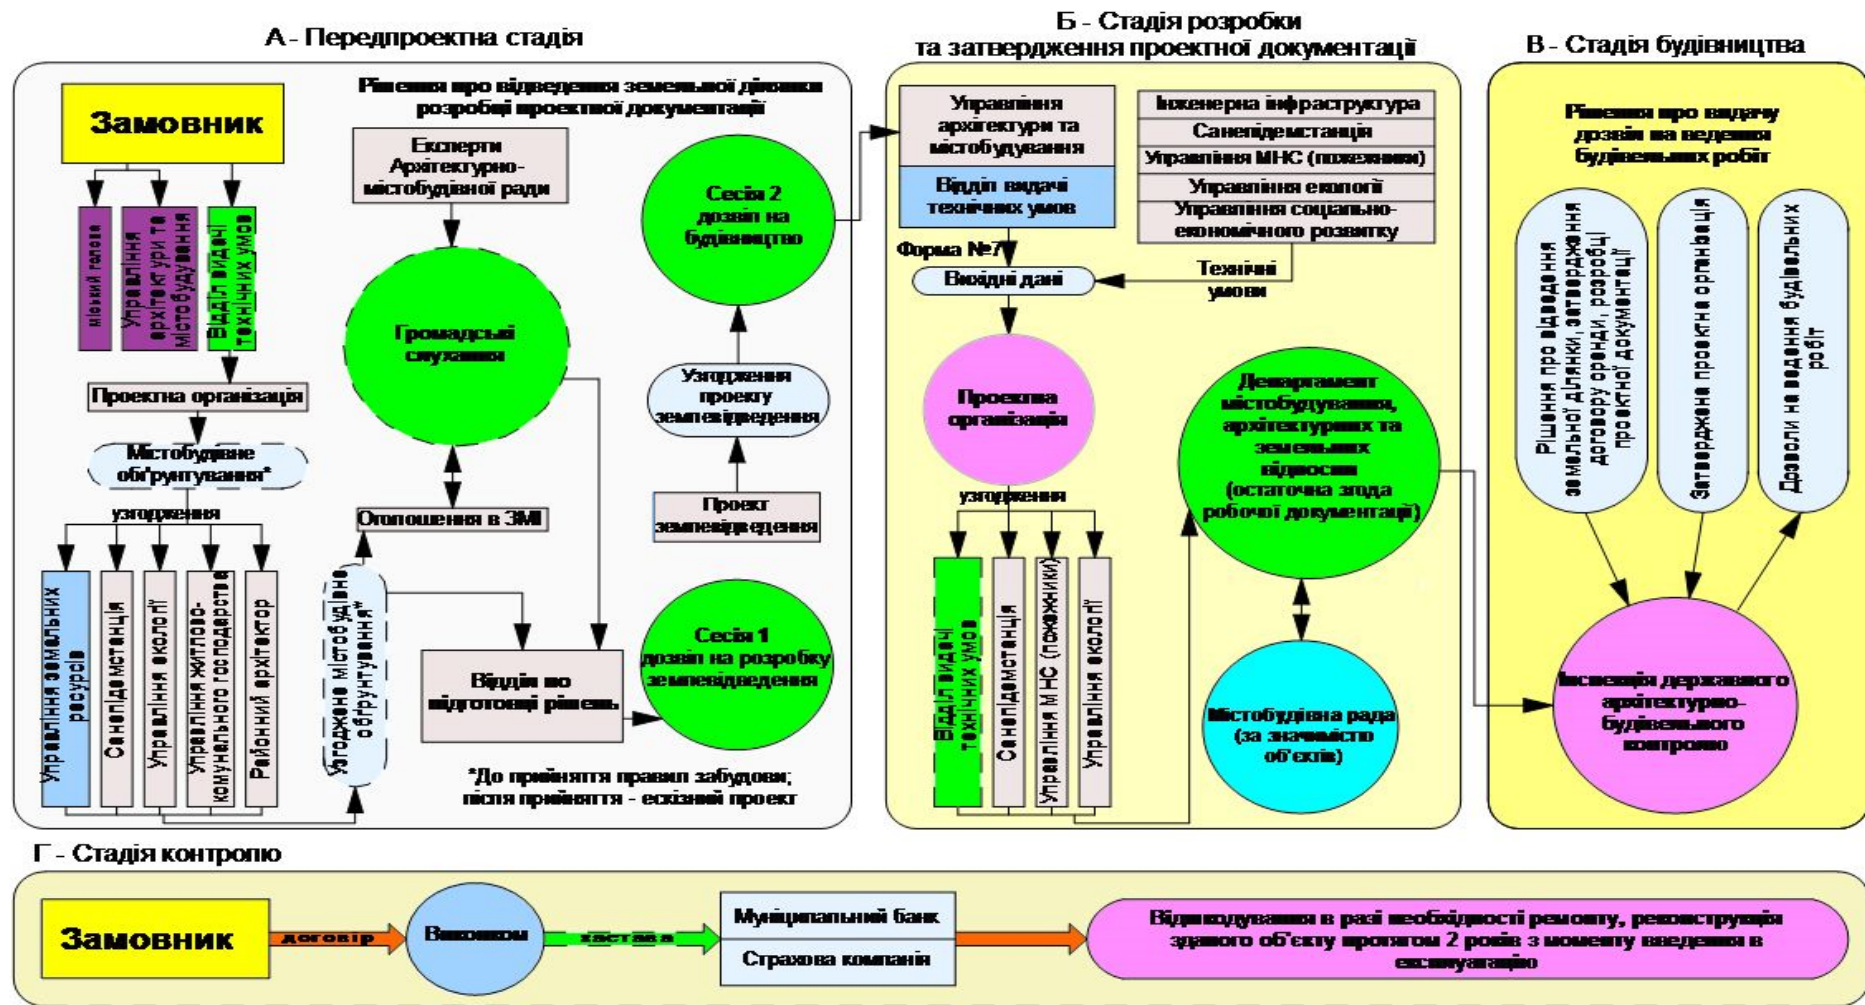 А - Передпроектна стадія
Рішення про відведення земельної ділянки
розробці проектної документації
Замовник
міський голова
Управління
архітектури та
містобудування
Відділ видачі
технічних умов
Проектна організація
Містобудівне
обґрунтування*
узгодження
Управління земельних
ресурсів
Санепідемстанція
Управління екології
Управління житлово-
комунального господарства
Районний архітектор
Експерти
Архітектурно-
містобудівної ради
Громадські
слухання
Оголошення в ЗМІ
Узгоджене містобудівне
обґрунтування*
Відділ по
підготовці рішень
Сесія 2
дозвіл на
будівництво
Узгодження
проекту
землевідведення
Проект
землевідведення
Сесія 1
дозвіл на розробку
землевідведення
*До прийняття правил забудови;
після прийняття - ескізний проект
Б - Стадія розробки
та затвердження проектної документації
Управління
архітектури та
містобудування
Відділ видачі
технічних умов
Інженерна інфраструктура
Санепідемстанція
Управління МНС (пожежники)
Управління екології
Управління соціально-
економічного розвитку
Форма №7
Вихідні дані
Технічні
умови
Проектна
організація
узгодження
Відділ видачі
технічних умов
Санепідемстанція
Управління МНС (пожежники)
Управління екології
Департамент
містобудування,
архітектурних та
земельних
відносин
(остаточна згода
робочої документації)
Містобудівна рада
(за значимістю
об'єктів)
В - Стадія будівництва
Рішення про видачу
дозвіл на ведення
будівельних робіт
Рішення про відведення
земельної ділянки, затвердження
договору оренди, розробці
проектної документації
Затверджена проектна організація
Дозволи на ведення будівельних
робіт
Інспекція державного
архітектурно-
будівельного
контролю
Г - Стадія контролю
Замовник
договір
Виконком
застава
Муніципальний банк
Страхова компанія
Відшкодування в разі необхідності ремонту, реконструкція
зданого об'єкту протягом 2 років з моменту введення в
експлуатацію